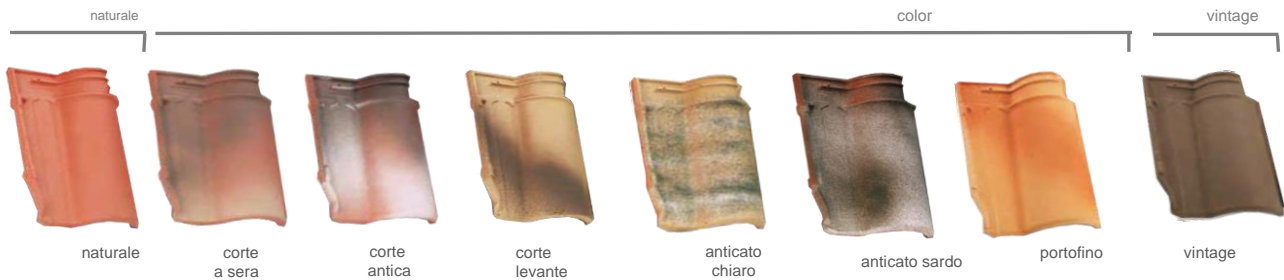 naturale
color
vintage
naturale
corte
a sera
corte
antica
corte
levante
anticato
chiaro
anticato sardo
portofino
vintage